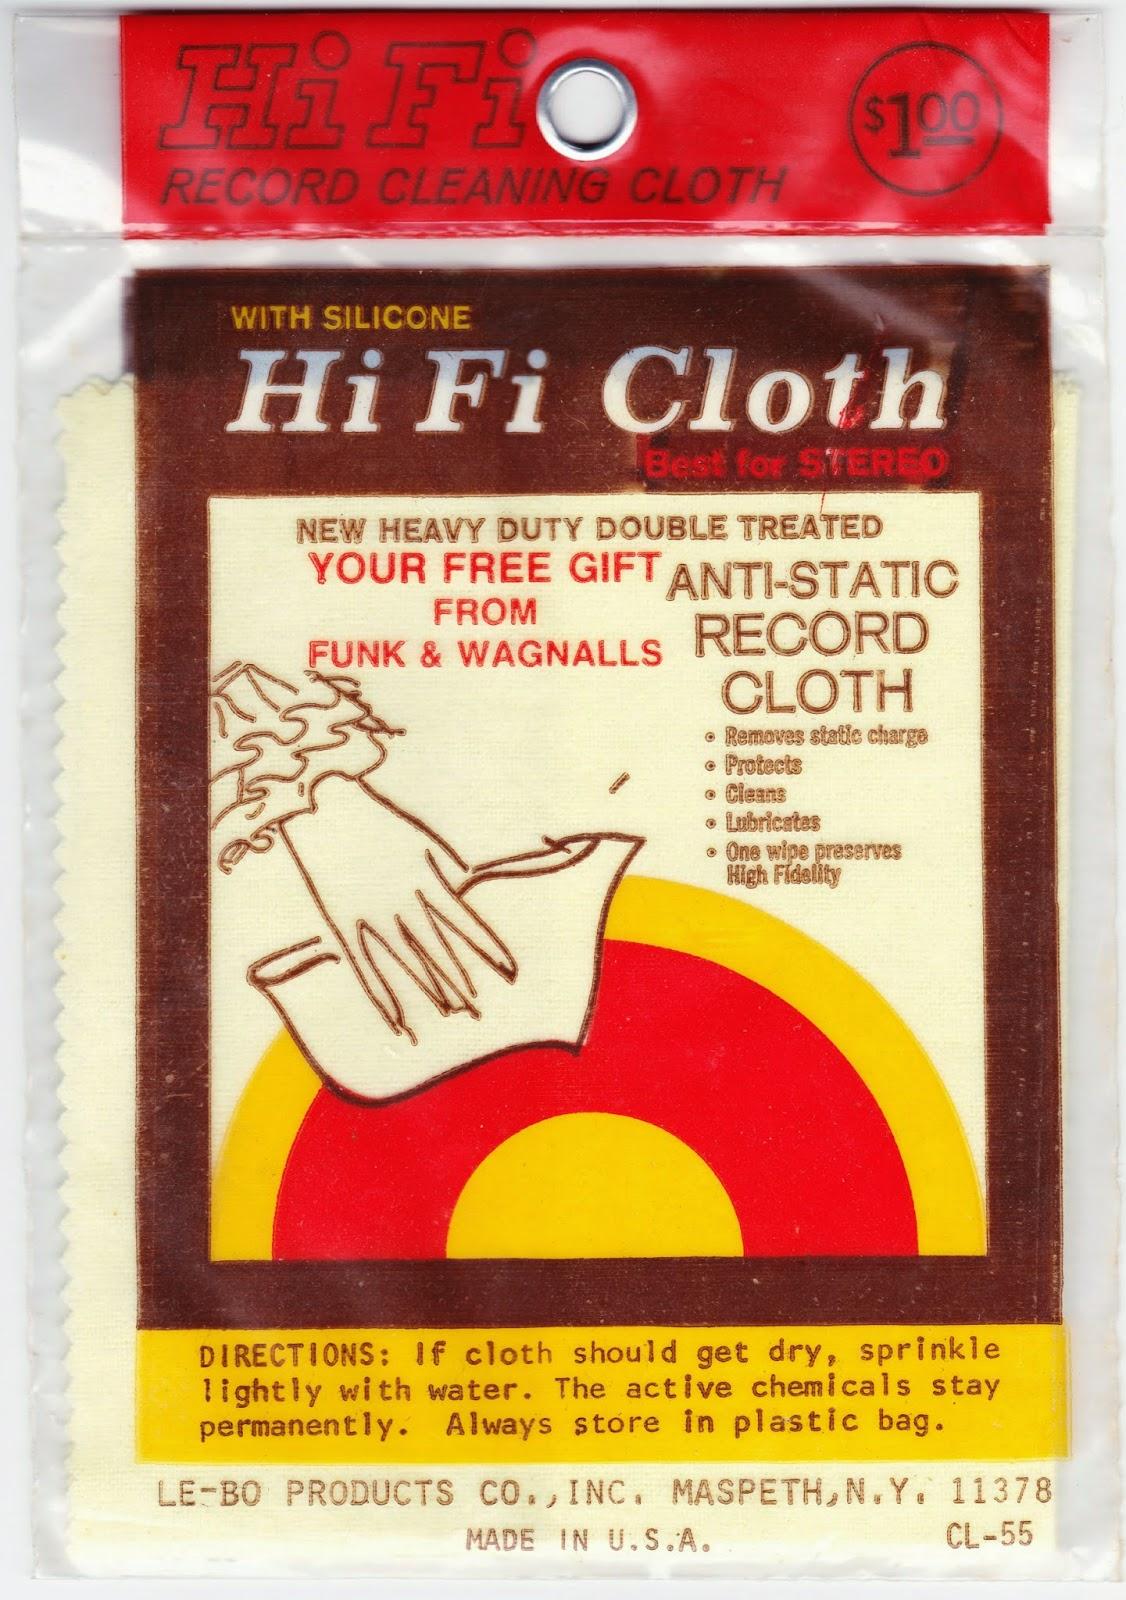 Hi Fi
RECORD CLEANING CLOTH
$1.00
WITH SILICONE
Hi Fi Cloth
Best for STEREO
NEW HEAVY DUTY DOUBLE TREATED
YOUR FREE GIFT
FROM
FUNK & WAGNALLS
ANTI-STATIC
RECORD
CLOTH
• Removes static charge
• Protects
• Cleans
• Lubricates
• One wipe preserves
High Fidelity
DIRECTIONS: If cloth should get dry, sprinkle
lightly with water. The active chemicals stay
permanently. Always store in plastic bag.
LE-BO PRODUCTS CO., INC. MASPETH, N.Y. 11378
MADE IN U.S.A.
CL-55